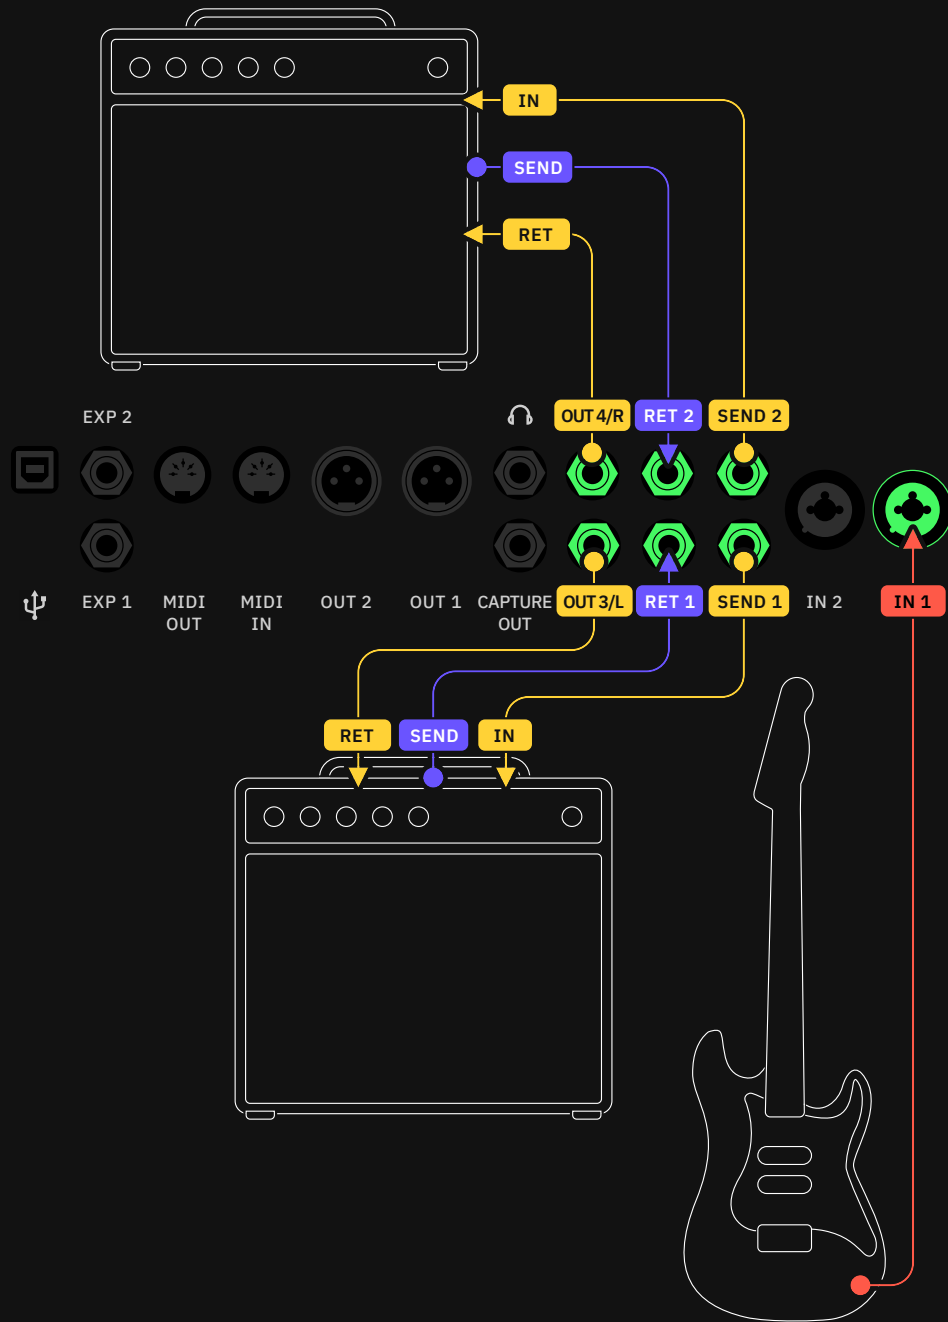 IN
SEND
RET
EXP 2
OUT 4/R
RET 2
SEND 2
EXP 1
MIDI
OUT
MIDI
IN
OUT 2
OUT 1
CAPTURE
OUT
OUT 3/L
RET 1
SEND 1
IN 2
IN 1
RET
SEND
IN